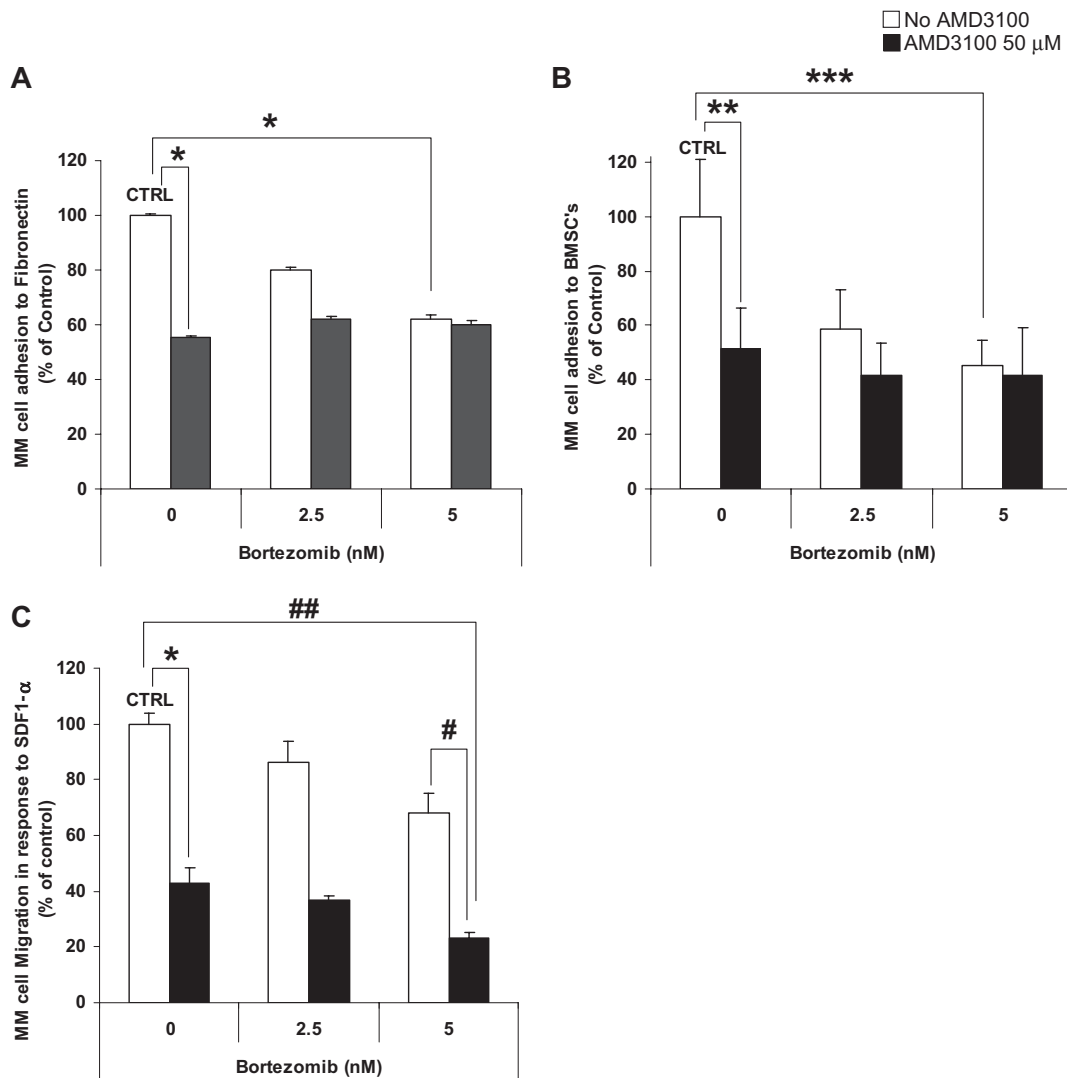 No AMD3100
AMD3100 50 μM
A
*
*
CTRL
120
100
80
60
40
20
0
MM cell adhesion to Fibronectin
(% of Control)
0 2.5 5
Bortezomib (nM)
B
***
**
CTRL
120
100
80
60
40
20
0
MM cell adhesion to BMSC's
(% of Control)
0 2.5 5
Bortezomib (nM)
C
##
*
#
CTRL
120
100
80
60
40
20
0
MM cell Migration in response to SDF1-α
(% of control)
0 2.5 5
Bortezomib (nM)